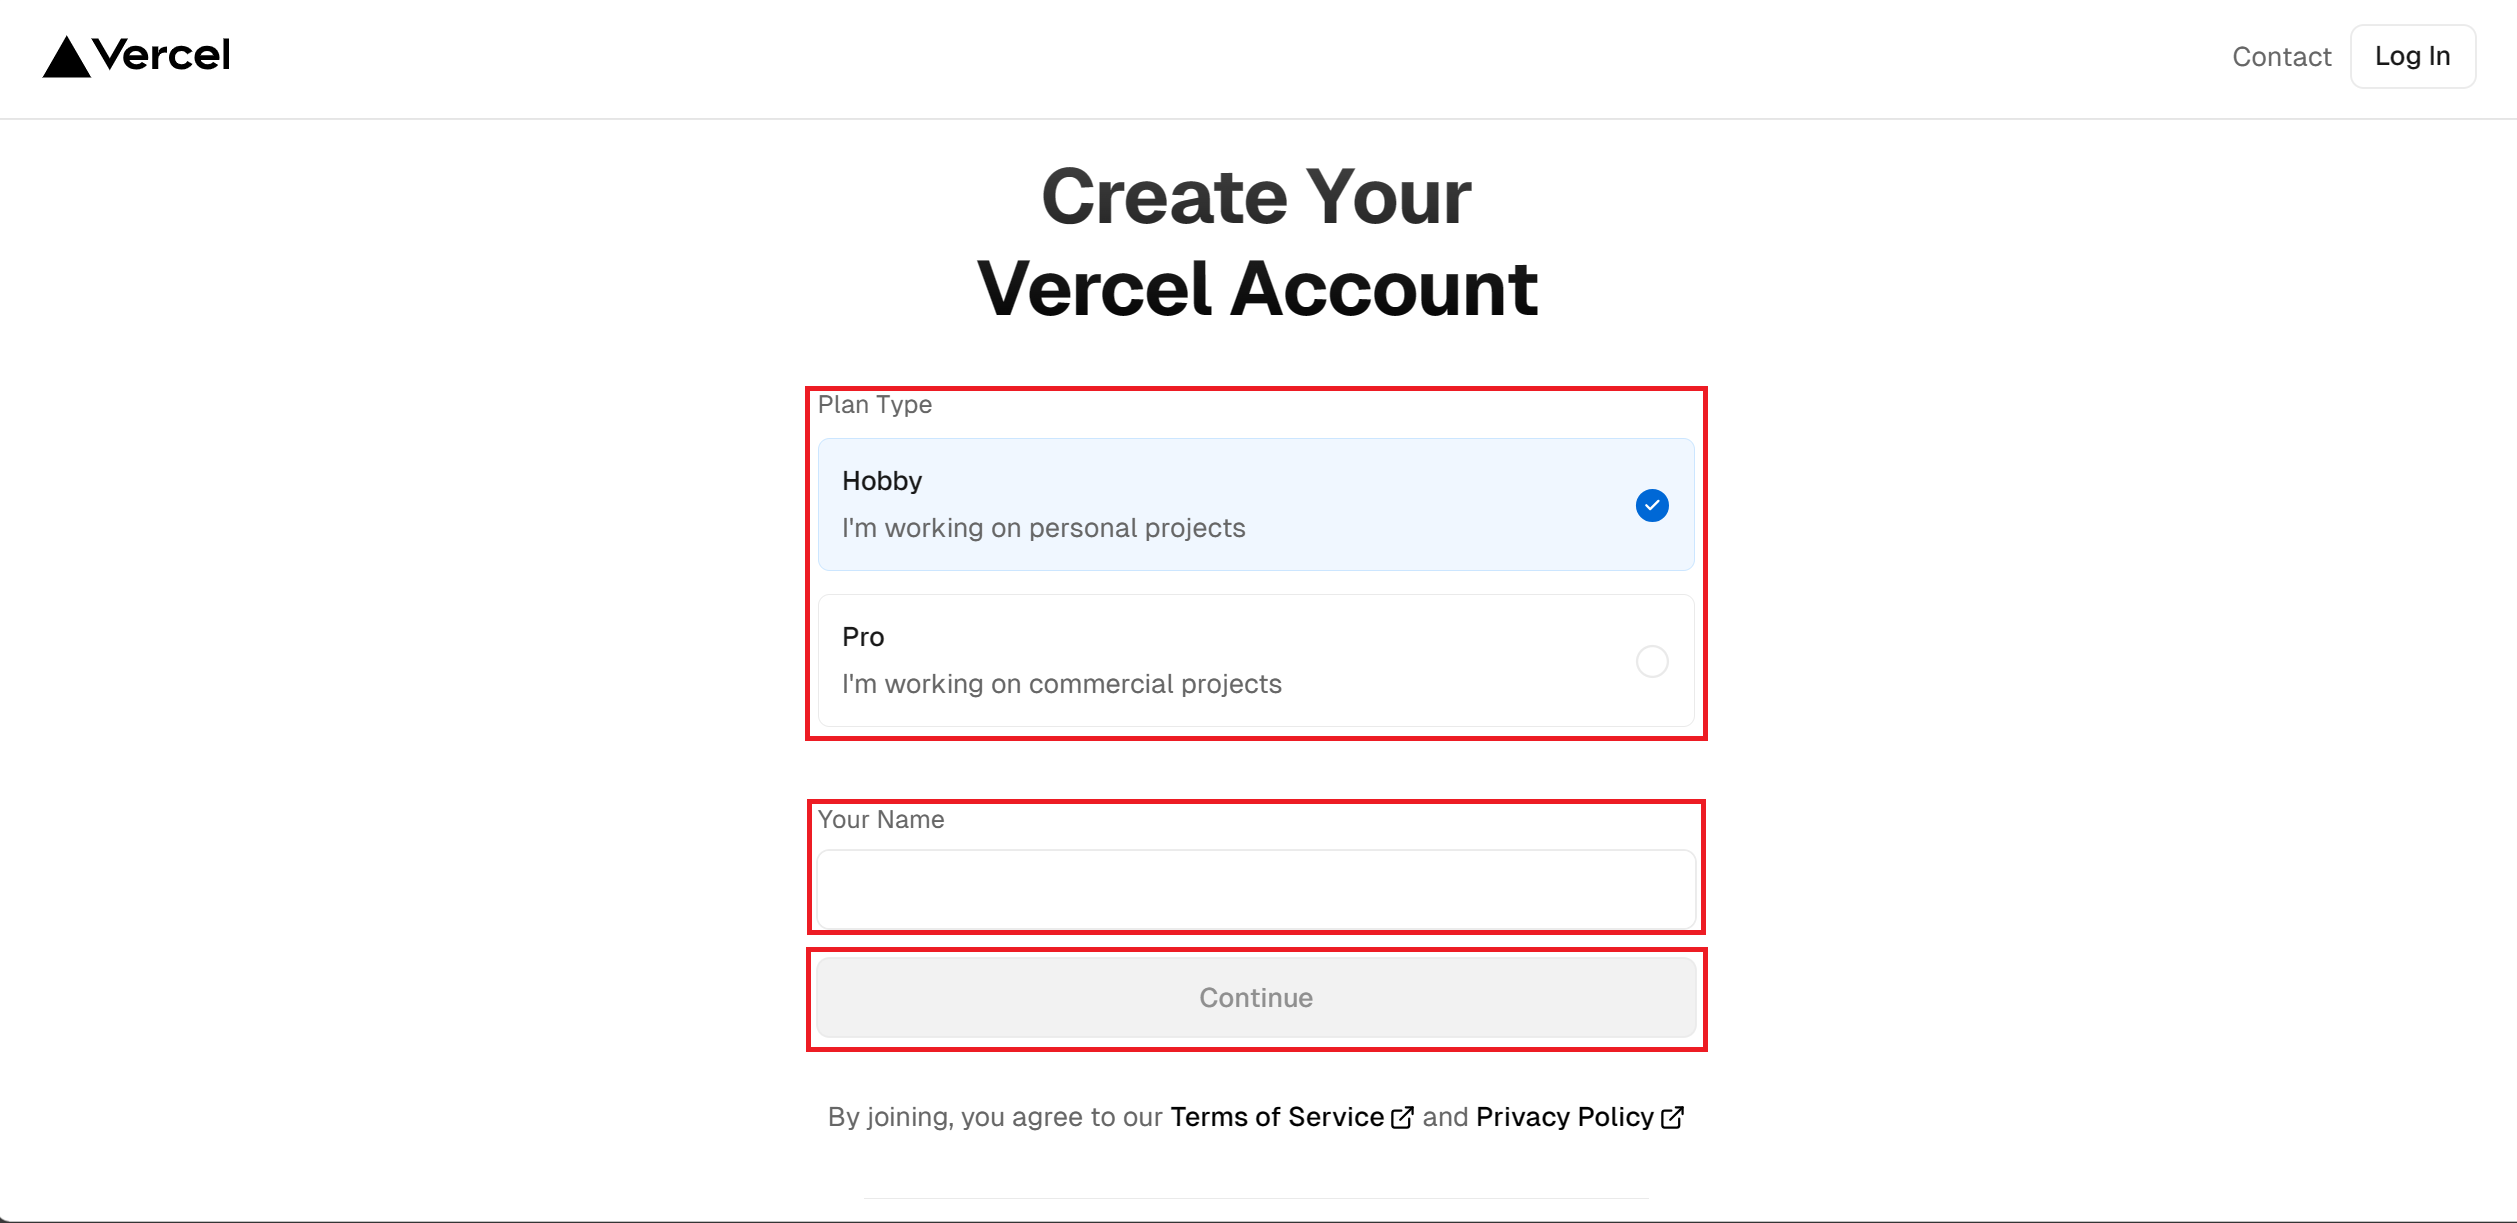 Vercel
Contact
Log In
Create Your
Vercel Account
Plan Type
Hobby
I'm working on personal projects
Pro
I'm working on commercial projects
Your Name
Continue
By joining, you agree to our Terms of Service and Privacy Policy